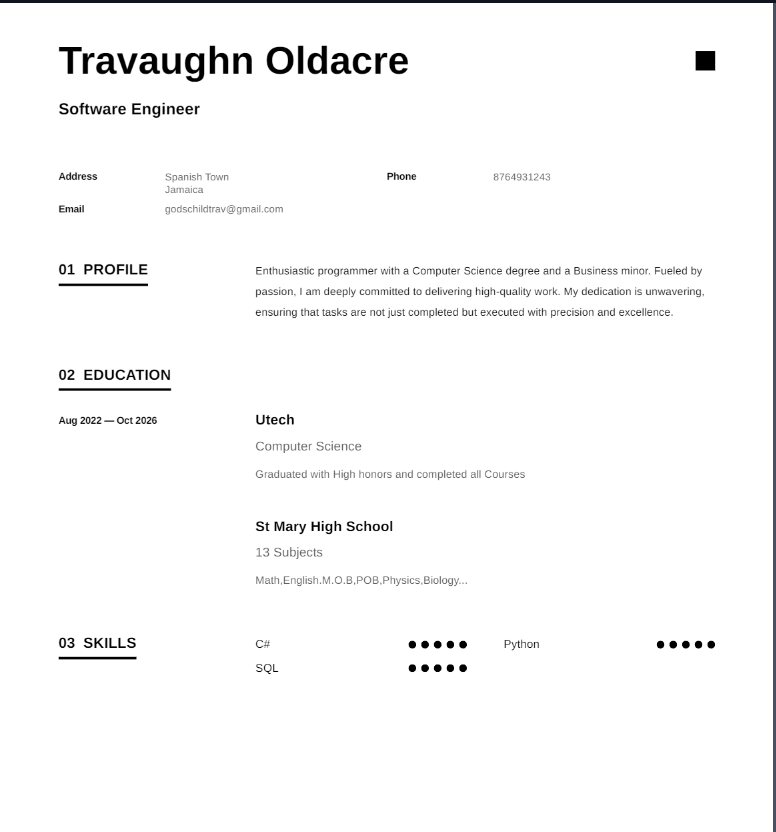 Travaughn Oldacre
Software Engineer
Address Spanish Town Phone 8764931243
Jamaica
Email godschildtrav@gmail.com
01 PROFILE Enthusiastic programmer with a Computer Science degree and a Business minor. Fueled by
passion, I am deeply committed to delivering high-quality work. My dedication is unwavering,
ensuring that tasks are not just completed but executed with precision and excellence.
02 EDUCATION
Aug 2022 — Oct 2026 Utech
Computer Science
Graduated with High honors and completed all Courses
St Mary High School
13 Subjects
Math,English.M.O.B,POB,Physics,Biology...
03 SKILLS C# Python
SQL